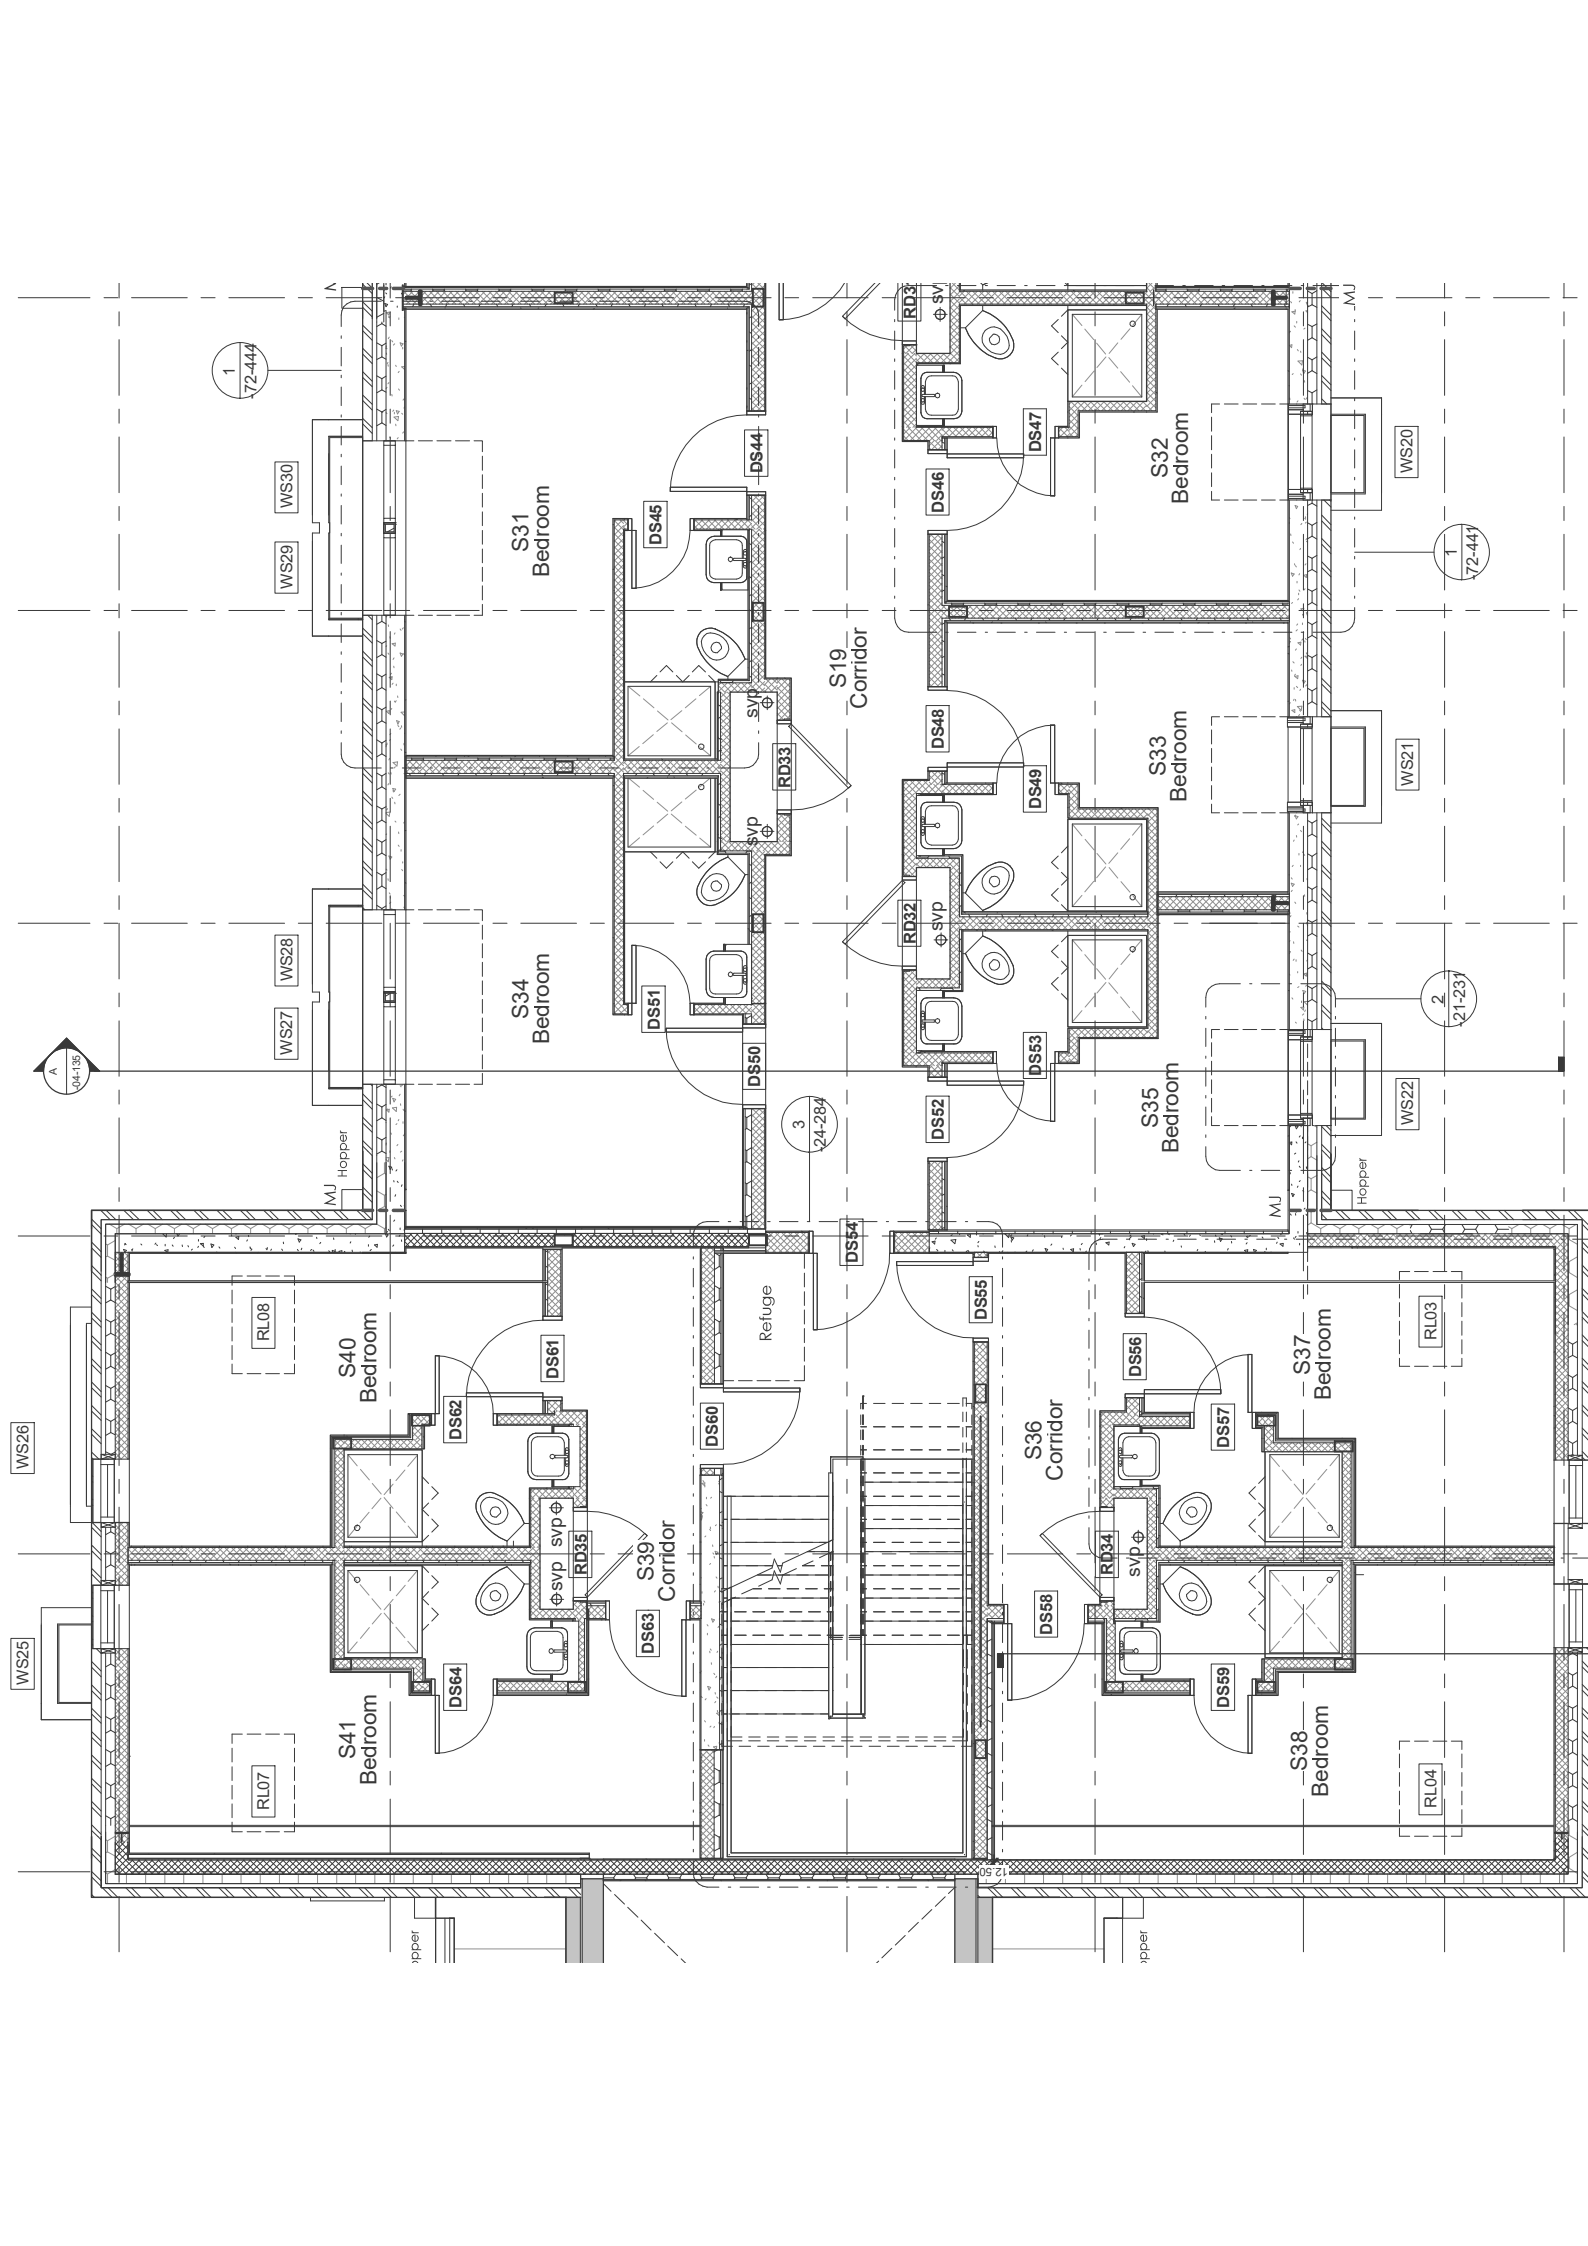 1
-72-444
MJ
RD3
svp
WS30
WS29
S31
Bedroom
DS44
DS45
DS46
DS47
S32
Bedroom
WS20
1
-72-441
S19
Corridor
svp
RD33
svp
DS48
DS49
S33
Bedroom
WS21
WS28
WS27
S34
Bedroom
DS51
DS50
RD32
svp
DS53
DS52
S35
Bedroom
2
-21-231
WS22
A
-04-135
3
-24-284
MJ
Hopper
MJ
Hopper
DS54
Refuge
DS55
RL08
S40
Bedroom
DS61
DS62
DS60
WS26
DS56
DS57
S37
Bedroom
RL03
S36
Corridor
svp
svp
RD35
S39
Corridor
RD34
svp
WS25
DS63
DS64
DS58
DS59
RL07
S41
Bedroom
S38
Bedroom
RL04
12.50
opper
opper